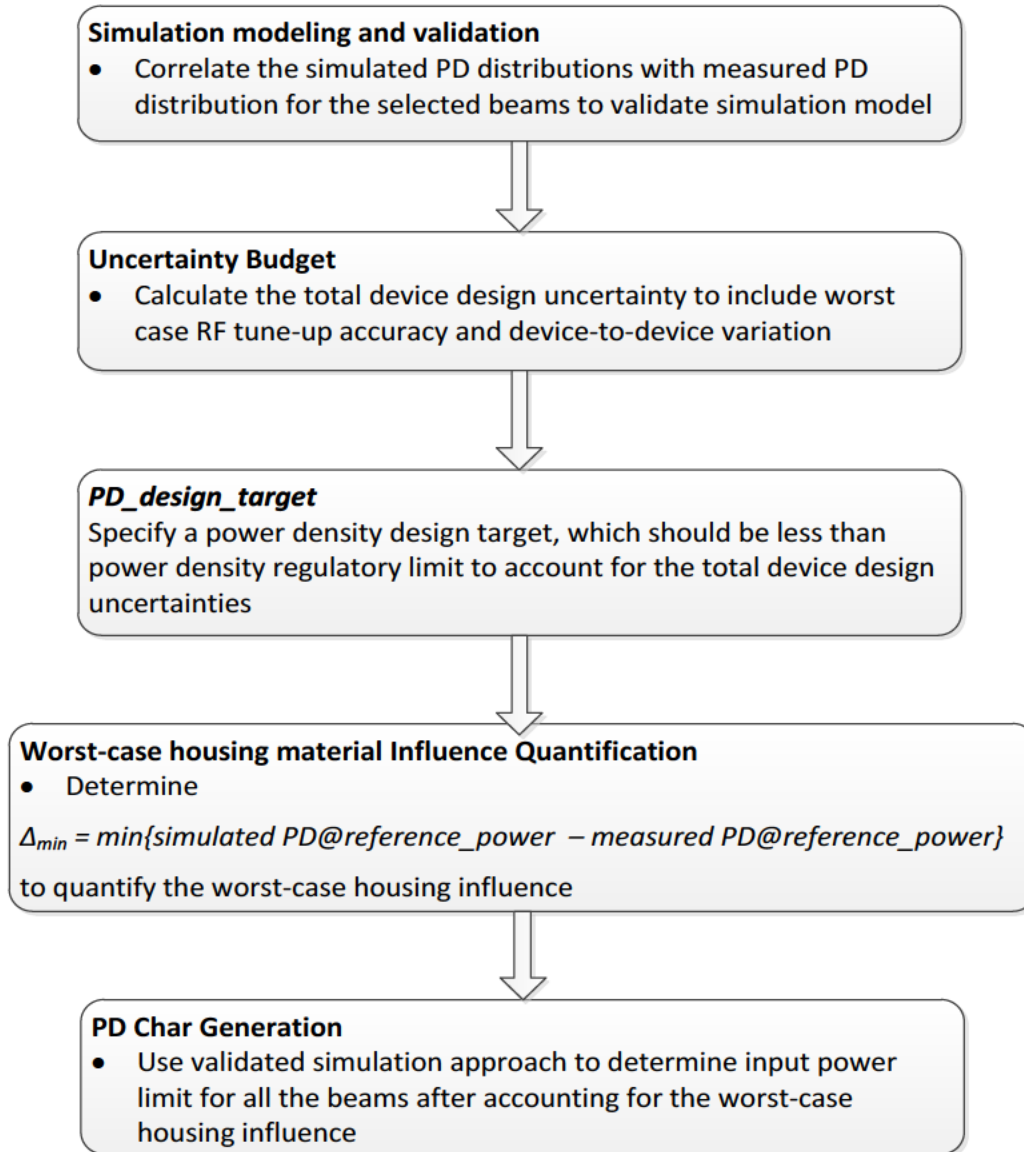 Simulation modeling and validation
• Correlate the simulated PD distributions with measured PD
distribution for the selected beams to validate simulation model
Uncertainty Budget
• Calculate the total device design uncertainty to include worst
case RF tune-up accuracy and device-to-device variation
PD_design_target
Specify a power density design target, which should be less than
power density regulatory limit to account for the total device design
uncertainties
Worst-case housing material Influence Quantification
• Determine
Δmin = min{simulated PD@reference_power – measured PD@reference_power}
to quantify the worst-case housing influence
PD Char Generation
• Use validated simulation approach to determine input power
limit for all the beams after accounting for the worst-case
housing influence